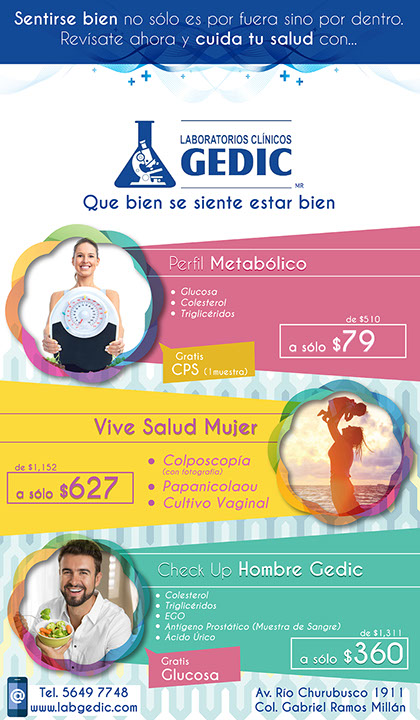 Sentirse bien no sólo es por fuera sino por dentro.
Revísate ahora y cuida tu salud con...
LABORATORIOS CLÍNICOS
GEDIC
MR
Que bien se siente estar bien
Perfil Metabólico
• Glucosa
• Colesterol
• Triglicéridos
de $510
a sólo $79
Gratis
CPS (1muestra)
Vive Salud Mujer
de $1,152
a sólo $627
• Colposcopía
(con fotografía)
• Papanicolaou
• Cultivo Vaginal
Check Up Hombre Gedic
• Colesterol
• Triglicéridos
• EGO
• Antígeno Prostático (Muestra de Sangre)
• Ácido Úrico
de $1,311
a sólo $360
Gratis
Glucosa
@
Tel. 5649 7748
www.labgedic.com
Av. Río Churubusco 1911
Col. Gabriel Ramos Millán